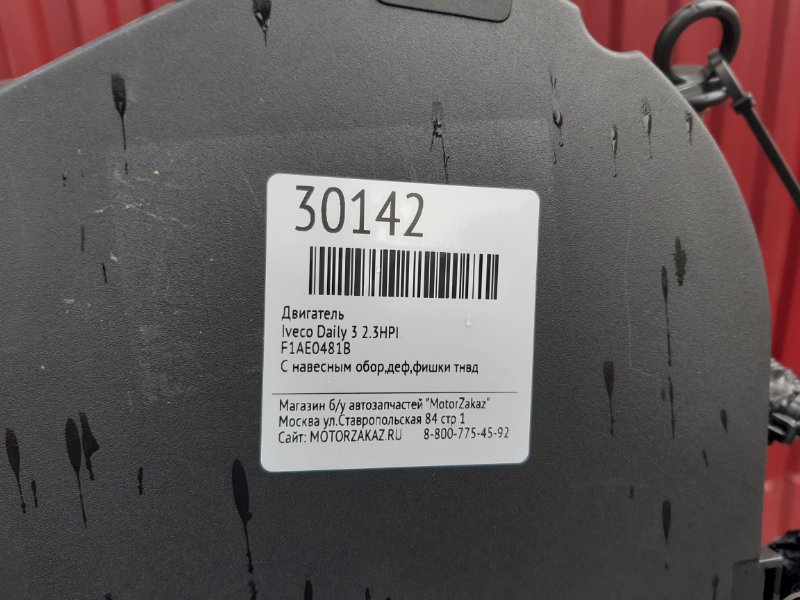 30142
Двигатель
Iveco Daily 3 2.3HPI
F1AE0481B
С навесным обор,деф,фишки тнвд
Магазин б/у автозапчастей "MotorZakaz"
Москва ул.Ставропольская 84 стр 1
Сайт: MOTORZAKAZ.RU 8-800-775-45-92